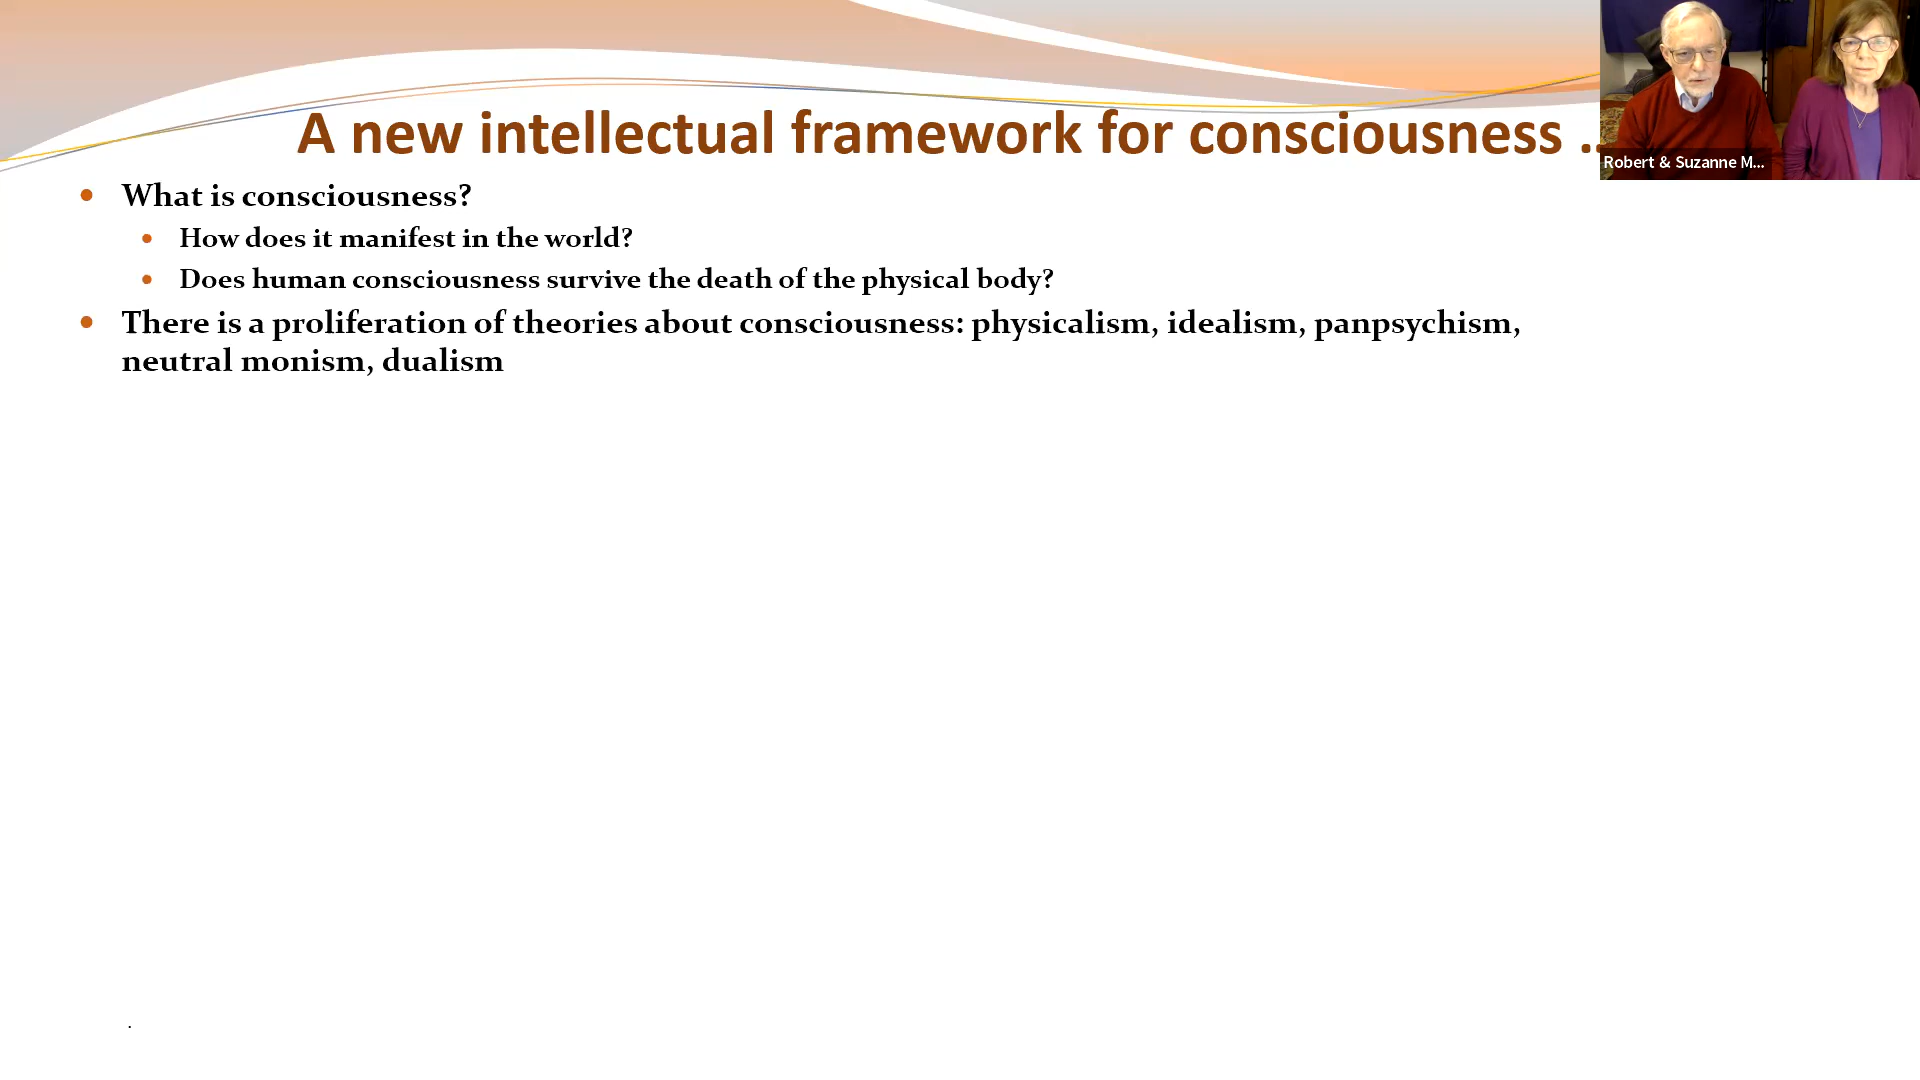 A new intellectual framework for consciousness ..
What is consciousness?
How does it manifest in the world?
Does human consciousness survive the death of the physical body?
There is a proliferation of theories about consciousness: physicalism, idealism, panpsychism,
neutral monism, dualism
Robert & Suzanne M...
.